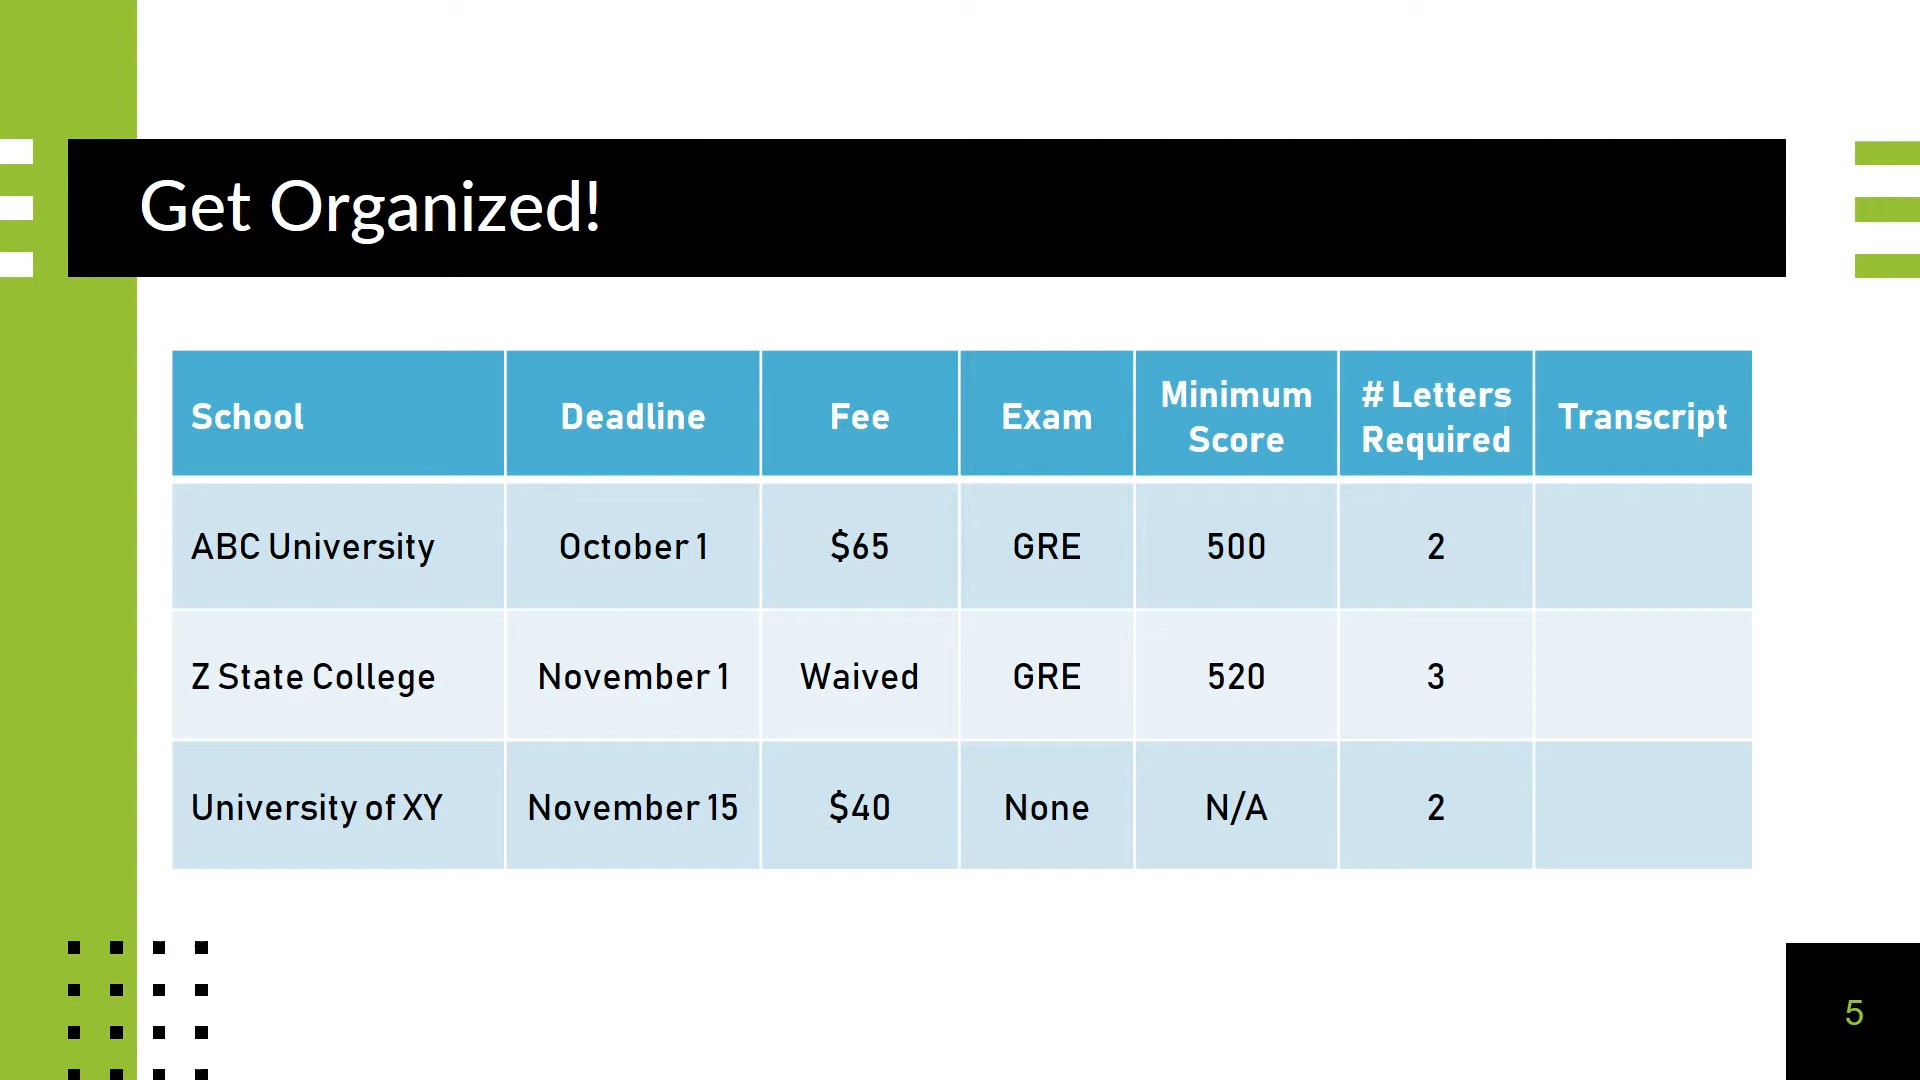 Get Organized!
School Deadline Fee Exam Minimum Score # Letters Required Transcript
ABC University October 1 $65 GRE 500 2
Z State College November 1 Waived GRE 520 3
University of XY November 15 $40 None N/A 2
5